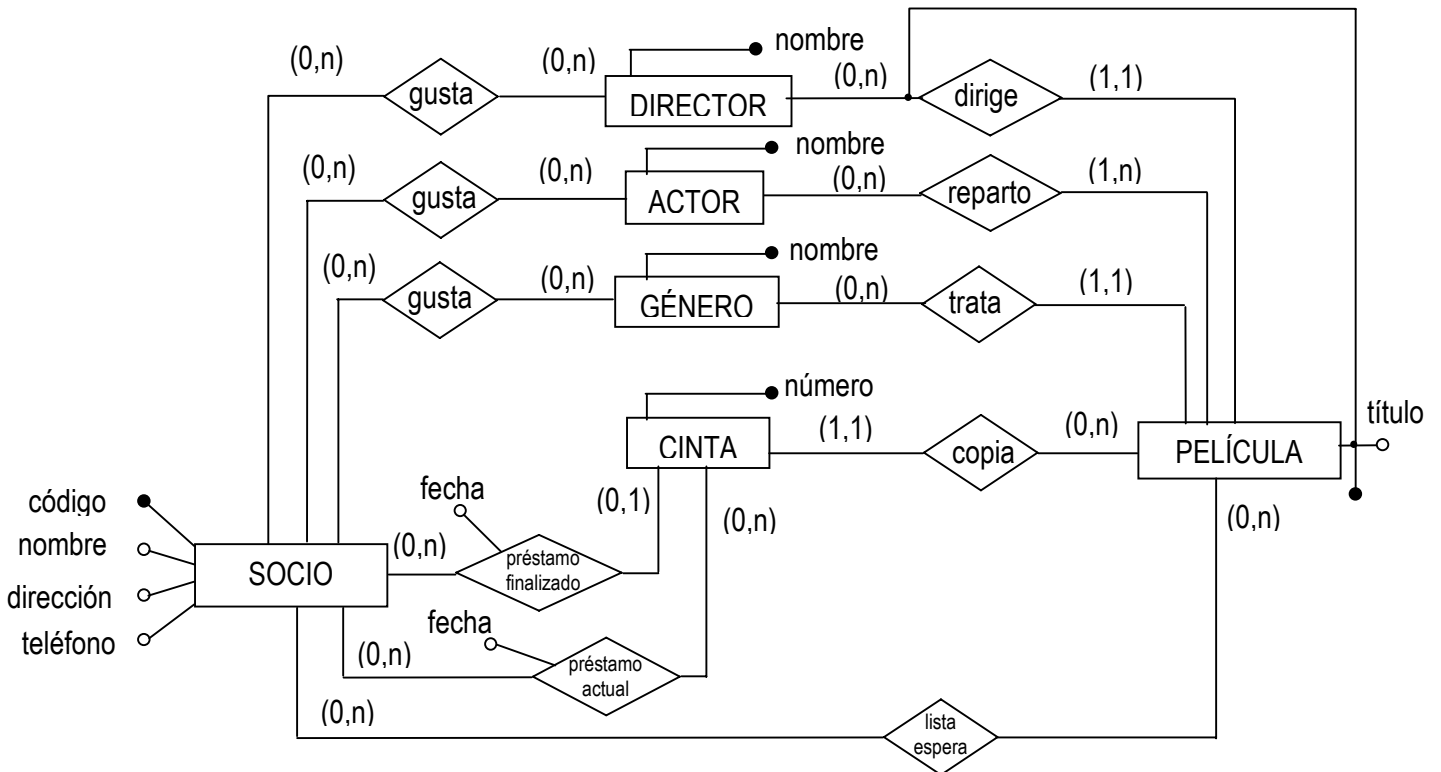 nombre
(0,n)
(0,n)
(0,n)
(1,1)
gusta
DIRECTOR
dirige
nombre
(0,n)
(0,n)
(0,n)
(1,n)
gusta
ACTOR
reparto
nombre
(0,n)
(0,n)
(0,n)
(1,1)
gusta
GÉNERO
trata
número
título
(1,1)
(0,n)
CINTA
copia
PELÍCULA
código
fecha
(0,1)
(0,n)
(0,n)
nombre
(0,n)
SOCIO
préstamo
finalizado
dirección
teléfono
fecha
(0,n)
préstamo
actual
(0,n)
lista
espera